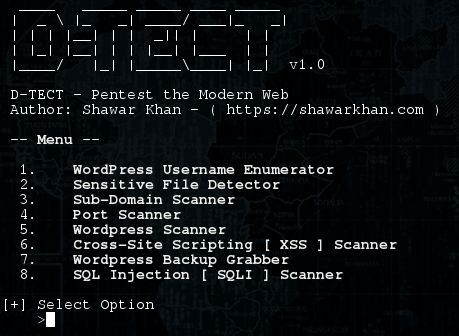 D-TECT
v1.0
D-TECT - Pentest the Modern Web
Author: Shawar Khan - ( https://shawarkhan.com )
-- Menu --
1. WordPress Username Enumerator
2. Sensitive File Detector
3. Sub-Domain Scanner
4. Port Scanner
5. Wordpress Scanner
6. Cross-Site Scripting [ XSS ] Scanner
7. Wordpress Backup Grabber
8. SQL Injection [ SQLI ] Scanner
[+] Select Option
>